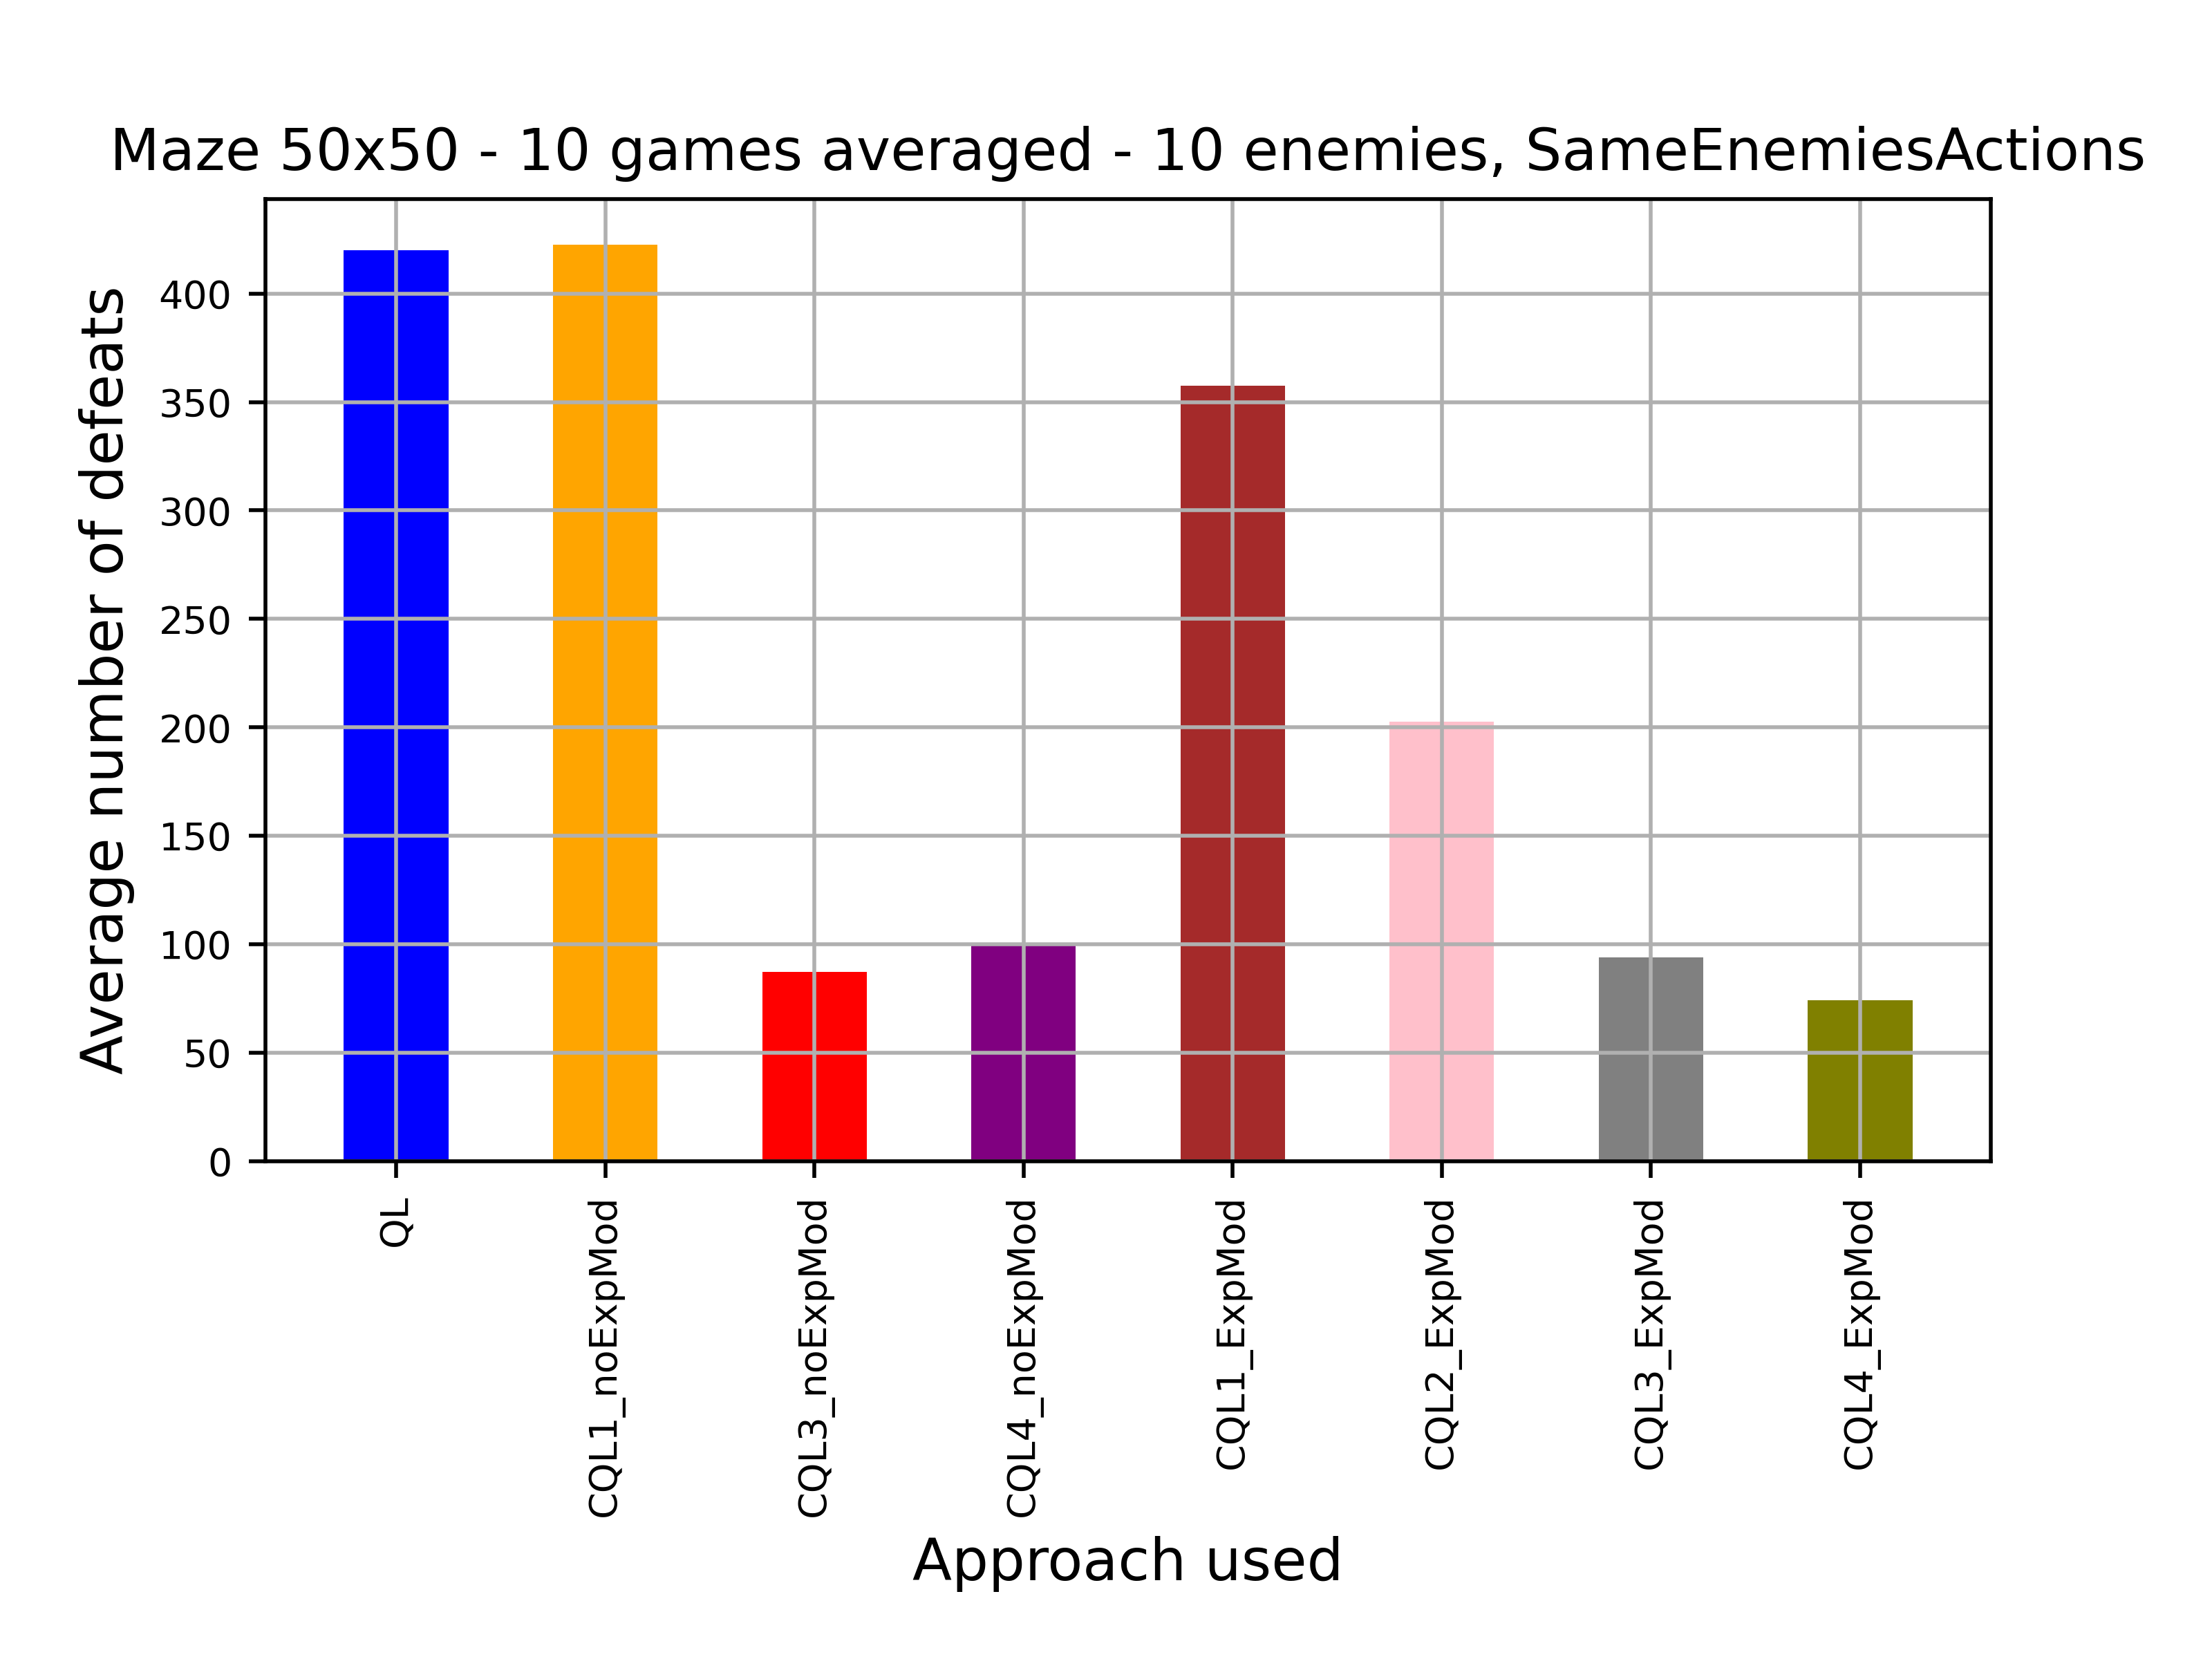 Maze 50x50 - 10 games averaged - 10 enemies, SameEnemiesActions
Average number of defeats
400
350
300
250
200
150
100
50
0
QL
CQL1_noExpMod
CQL3_noExpMod
CQL4_noExpMod
CQL1_ExpMod
CQL2_ExpMod
CQL3_ExpMod
CQL4_ExpMod
Approach used